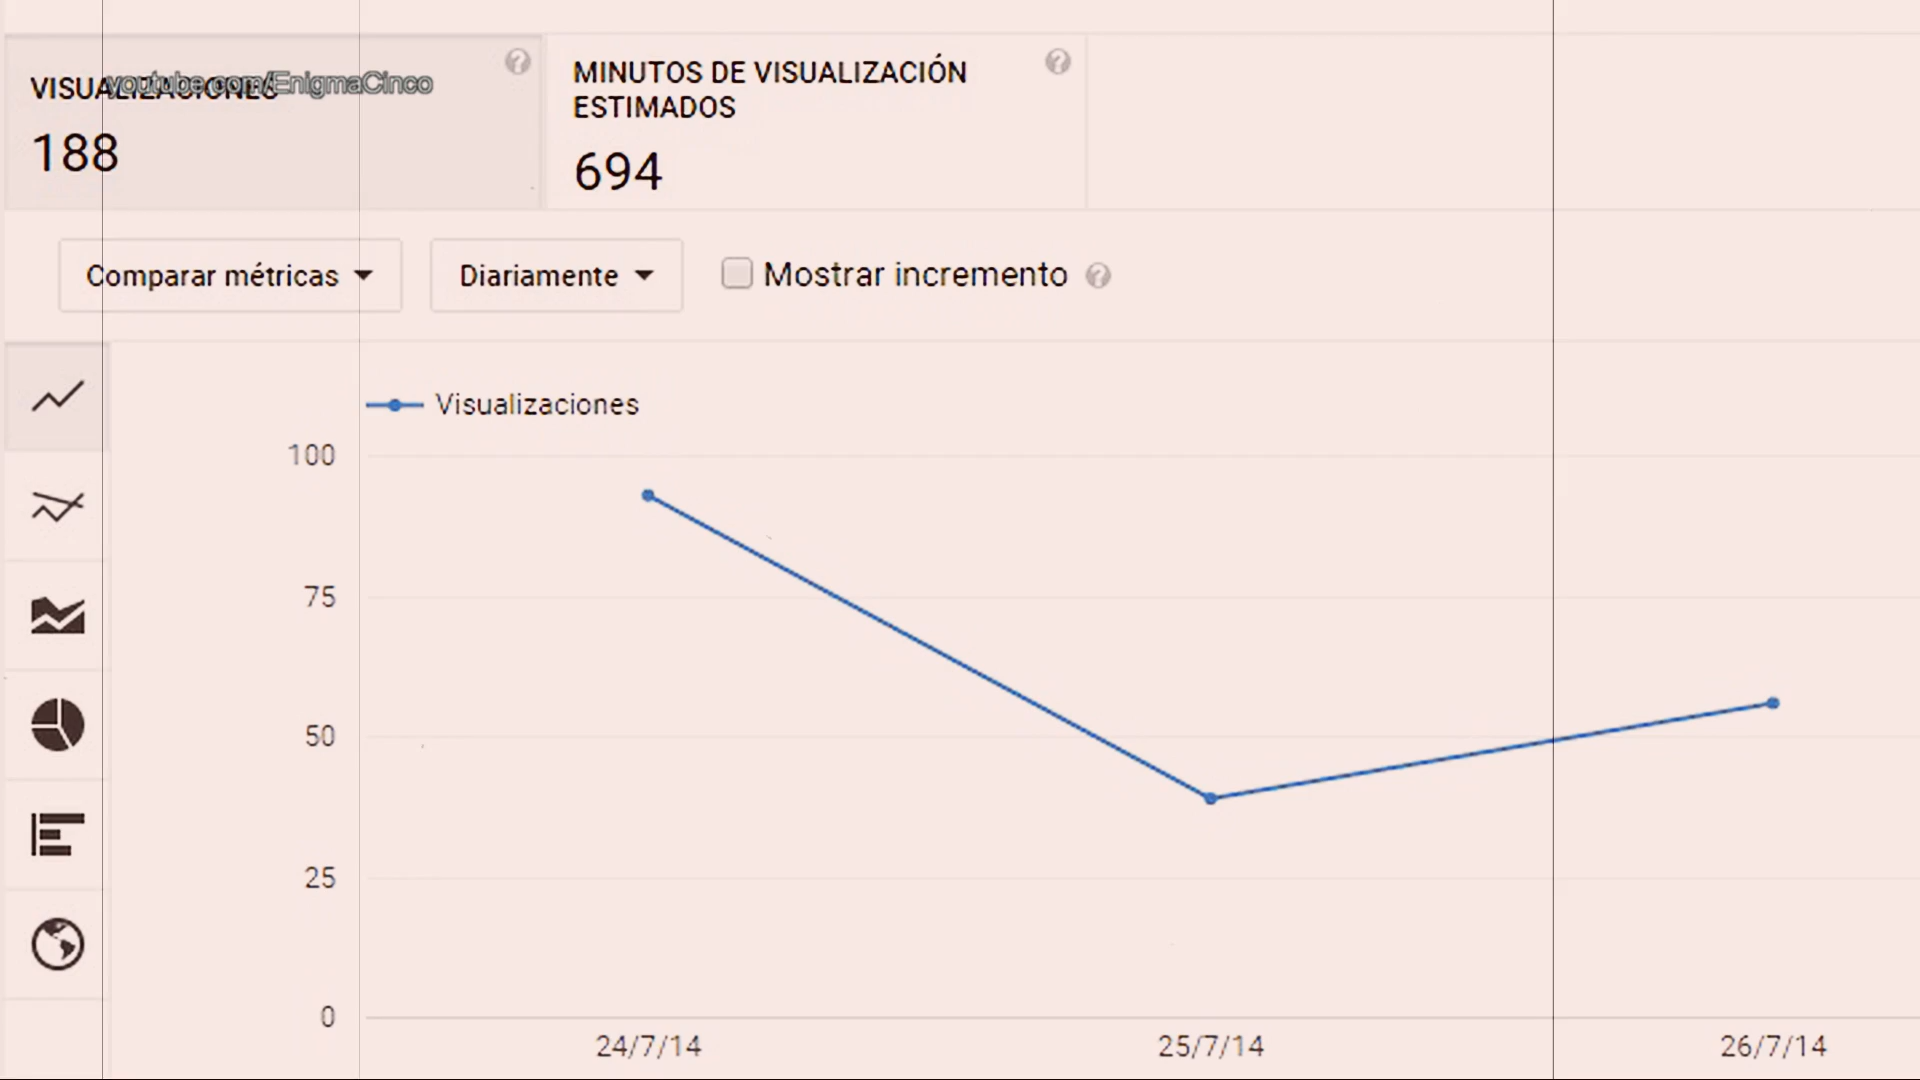 VISUALIZACIONES
youtube.com/EnigmaCinco
188
MINUTOS DE VISUALIZACIÓN
ESTIMADOS
694
Comparar métricas
Diariamente
Mostrar incremento
Visualizaciones
100
75
50
25
0
24/7/14
25/7/14
26/7/14